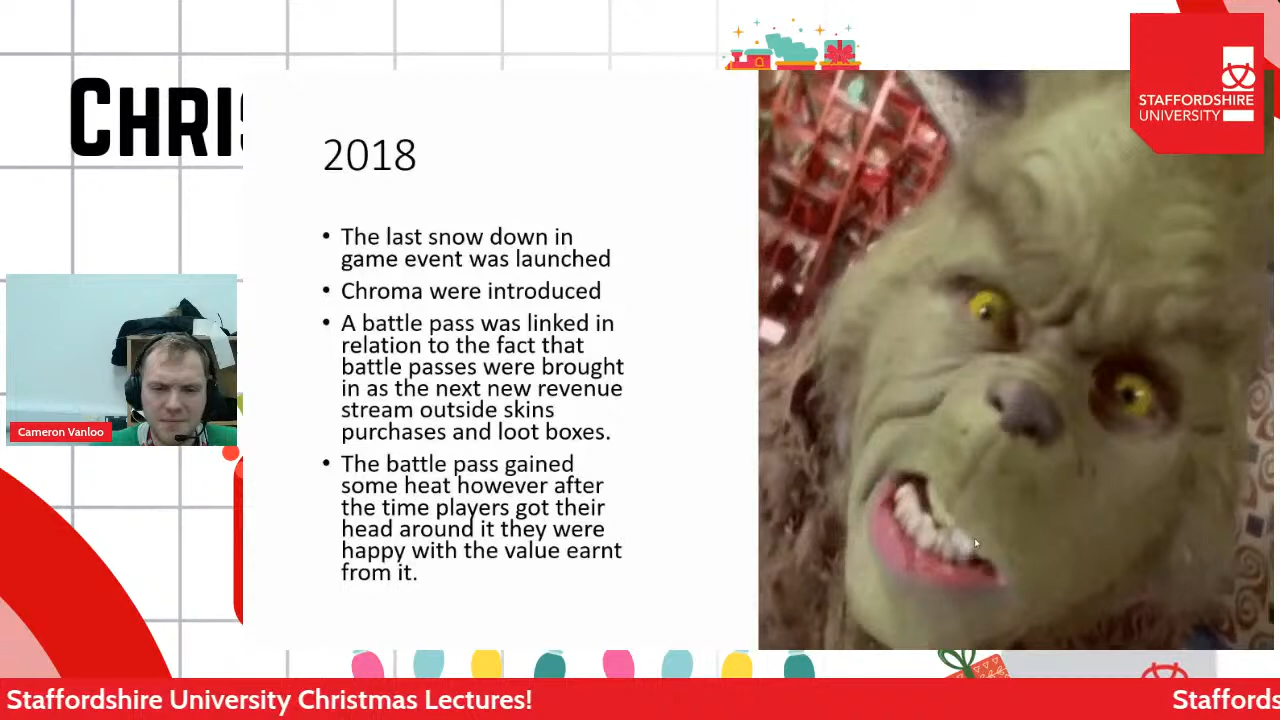 CHRIS
STAFFORDSHIRE
UNIVERSITY
2018
• The last snow down in
game event was launched
• Chroma were introduced
• A battle pass was linked in
relation to the fact that
battle passes were brought
in as the next new revenue
stream outside skins
purchases and loot boxes.
• The battle pass gained
some heat however after
the time players got their
head around it they were
happy with the value earnt
from it.
Cameron Vanloo
Staffordshire University Christmas Lectures!
Staffords